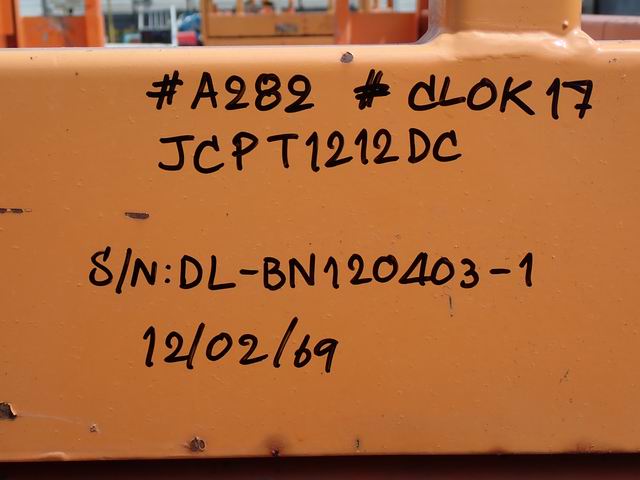 #A282 # CLOK17
JCPT1212DC
S/N:DL-BN120403-1
12/02/69